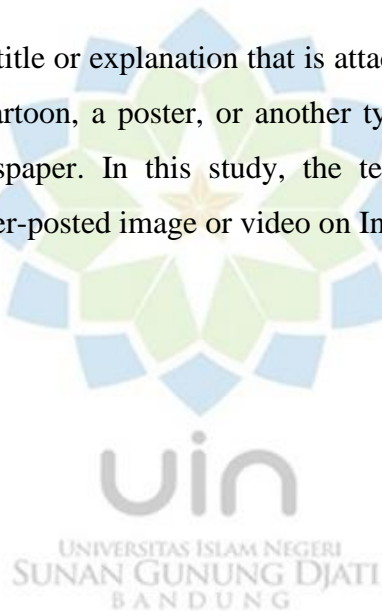 title or explanation that is attac
artoon, a poster, or another ty
spaper. In this study, the te
er-posted image or video on In
uin
UNIVERSITAS ISLAM NEGERI
SUNAN GUNUNG DJATI
BANDUNG